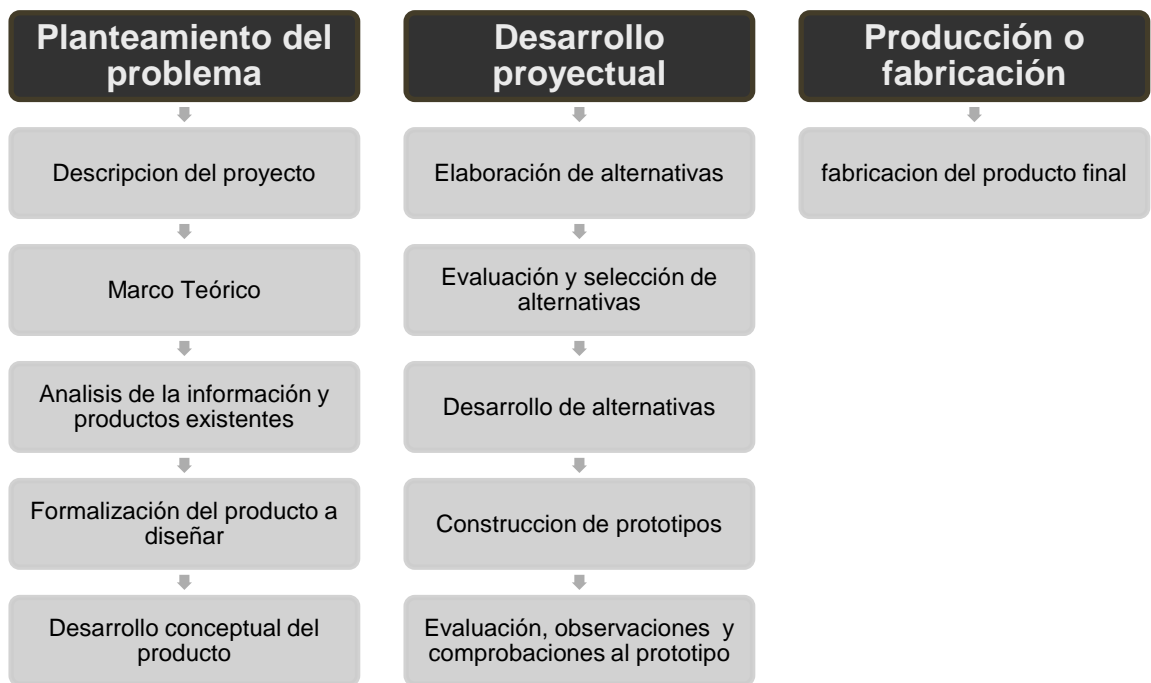 Planteamiento del
problema
Descripcion del proyecto
Marco Teórico
Analisis de la información y
productos existentes
Formalización del producto a
diseñar
Desarrollo conceptual del
producto
Desarrollo
proyectual
Elaboración de alternativas
Evaluación y selección de
alternativas
Desarrollo de alternativas
Construccion de prototipos
Evaluación, observaciones y
comprobaciones al prototipo
Producción o
fabricación
fabricacion del producto final